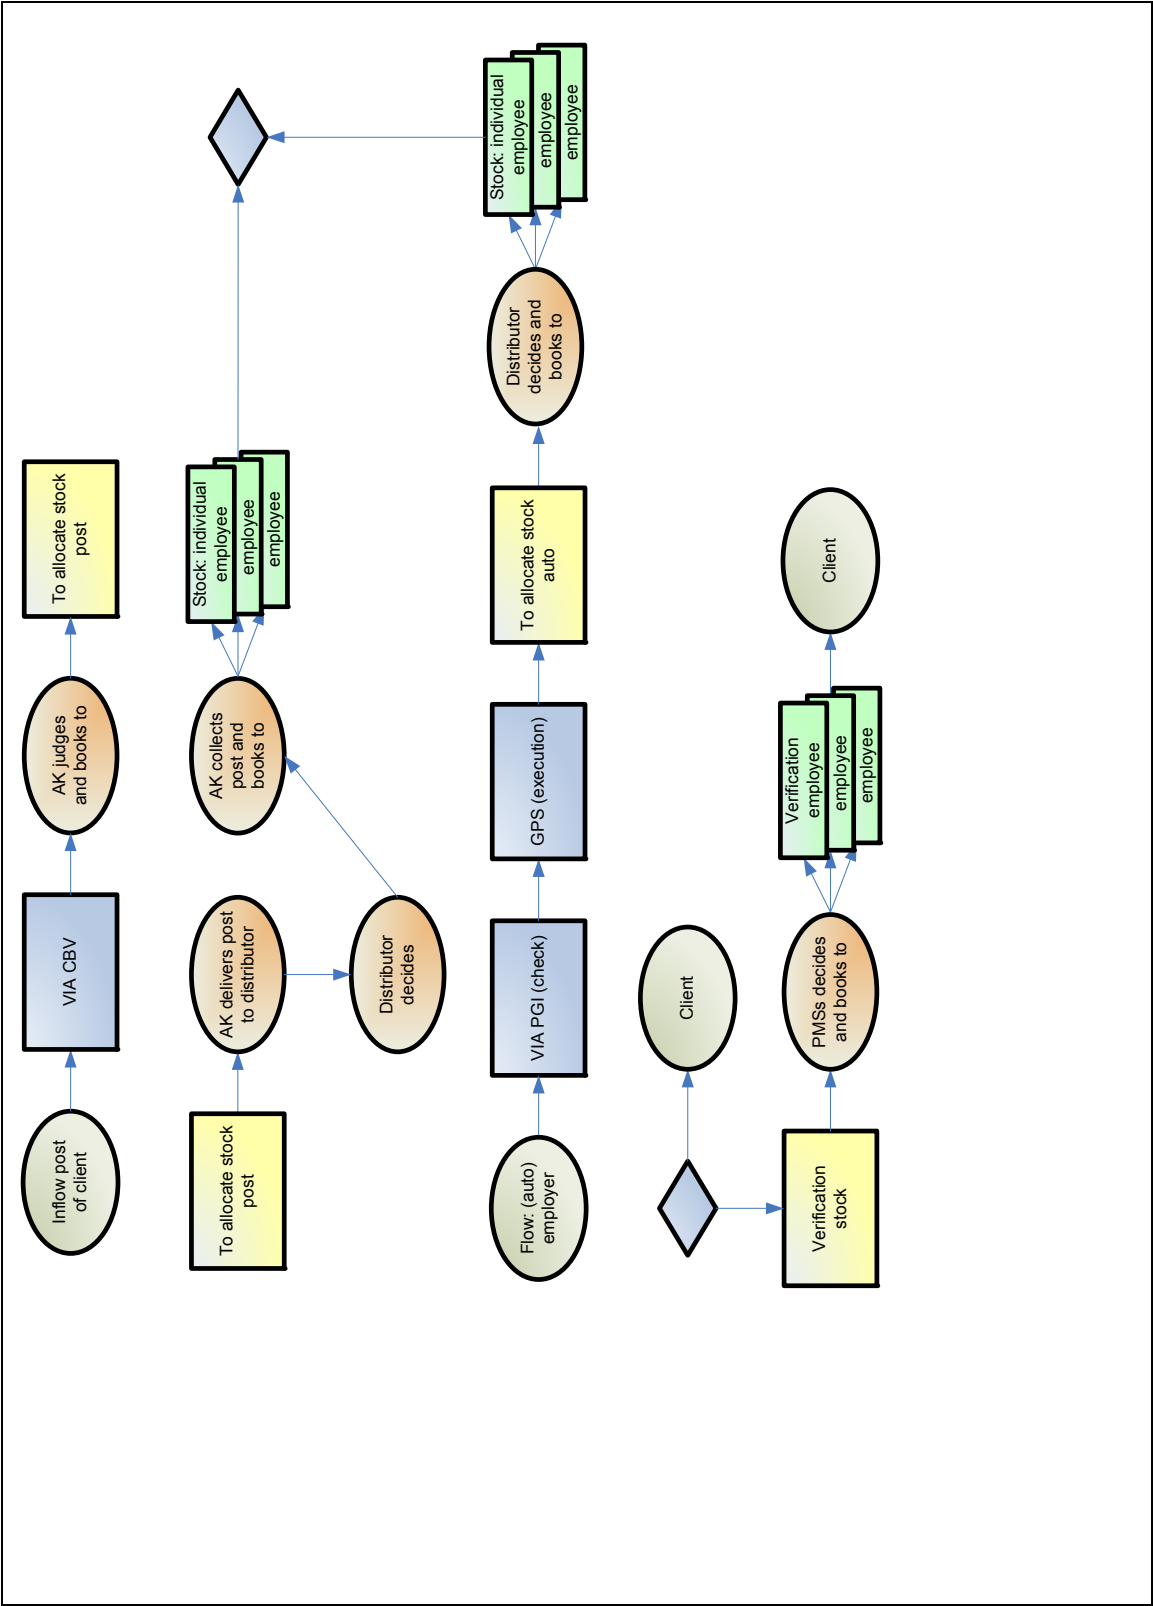 Inflow post
of client
VIA CBV
AK judges
and books to
To allocate stock
post
To allocate stock
post
AK delivers post
to distributor
Distributor
decides
AK collects
post and
books to
Stock: individual
employee
employee
employee
Flow: (auto)
employer
VIA PGI (check)
GPS (execution)
To allocate stock
auto
Distributor
decides and
books to
Stock: individual
employee
employee
employee
Client
Verification
stock
PMSs decides
and books to
Verification
employee
employee
employee
Client